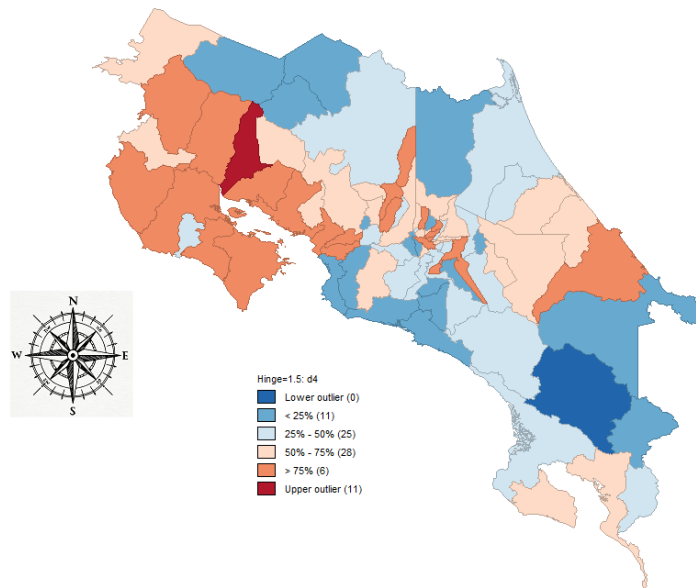 N
W E
S
Hinge=1.5: d4
Lower outlier (0)
< 25% (11)
25% - 50% (25)
50% - 75% (28)
> 75% (6)
Upper outlier (11)